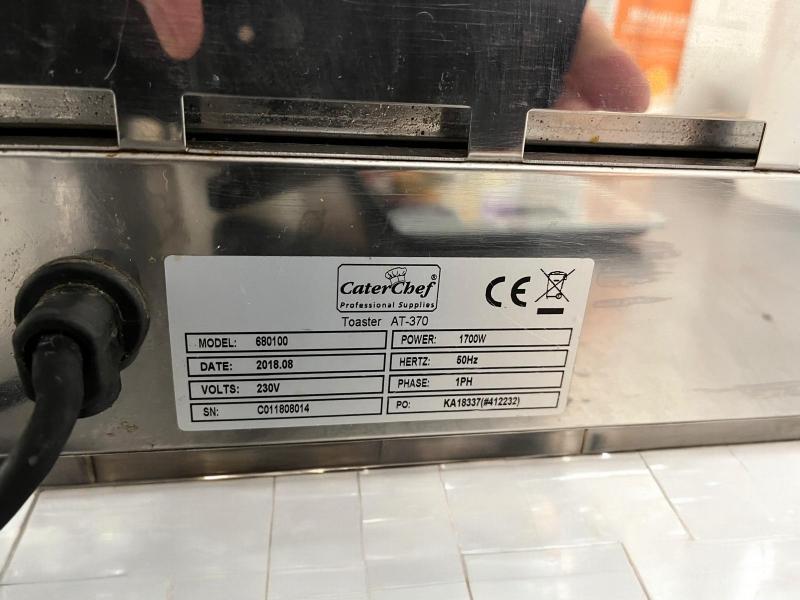 CaterChef®
Professional Supplies
CE
Toaster AT-370
MODEL: 680100
POWER: 1700W
DATE: 2018.08
HERTZ: 50Hz
VOLTS: 230V
PHASE: 1PH
SN: C011808014
PO: KA18337(#412232)